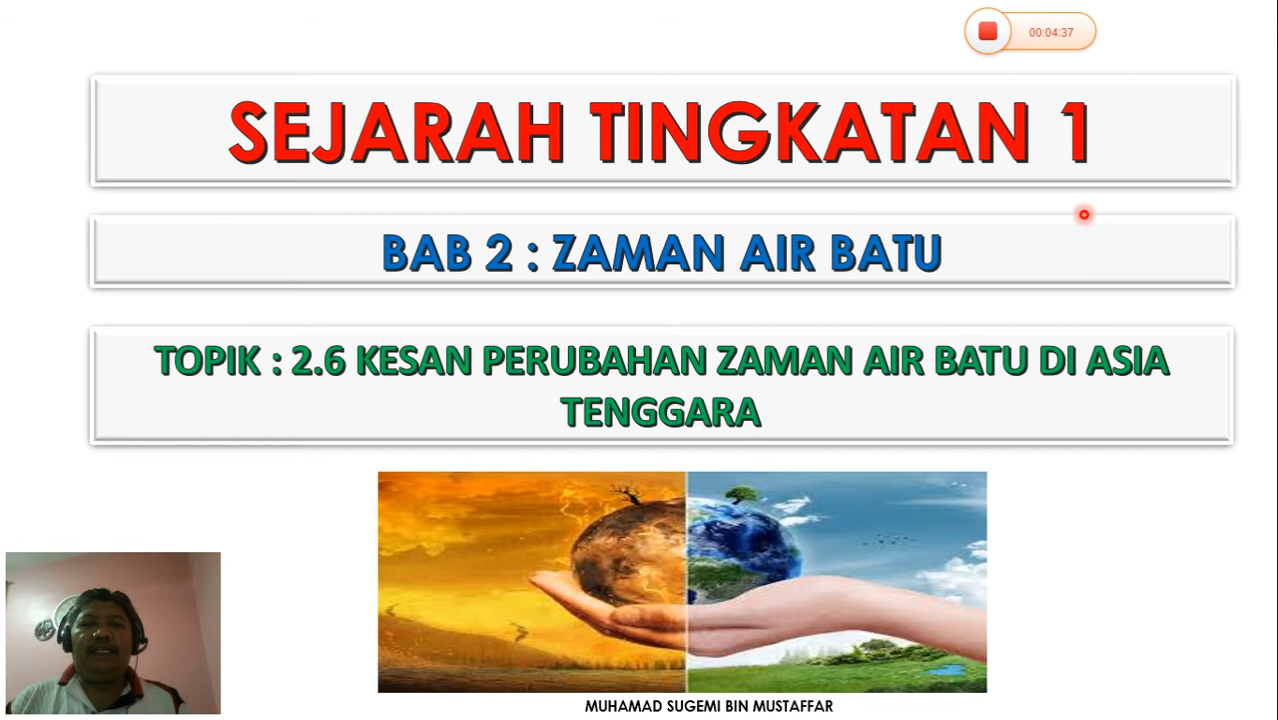 00:04:37
SEJARAH TINGKATAN 1
BAB 2 : ZAMAN AIR BATU
TOPIK : 2.6 KESAN PERUBAHAN ZAMAN AIR BATU DI ASIA
TENGGARA
MUHAMAD SUGEMI BIN MUSTAFFAR